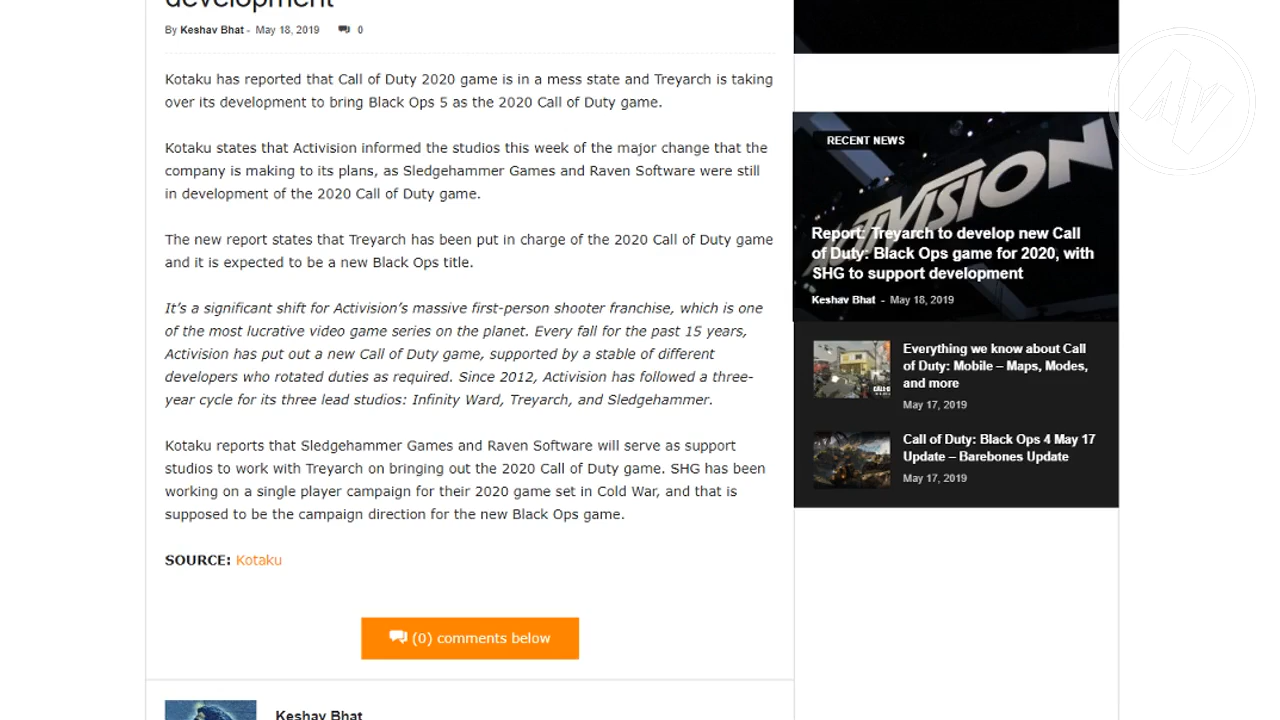 development
By Keshav Bhat - May 18, 2019 0
Kotaku has reported that Call of Duty 2020 game is in a mess state and Treyarch is taking
over its development to bring Black Ops 5 as the 2020 Call of Duty game.
Kotaku states that Activision informed the studios this week of the major change that the
company is making to its plans, as Sledgehammer Games and Raven Software were still
in development of the 2020 Call of Duty game.
The new report states that Treyarch has been put in charge of the 2020 Call of Duty game
and it is expected to be a new Black Ops title.
It’s a significant shift for Activision’s massive first-person shooter franchise, which is one
of the most lucrative video game series on the planet. Every fall for the past 15 years,
Activision has put out a new Call of Duty game, supported by a stable of different
developers who rotated duties as required. Since 2012, Activision has followed a three-
year cycle for its three lead studios: Infinity Ward, Treyarch, and Sledgehammer.
Kotaku reports that Sledgehammer Games and Raven Software will serve as support
studios to work with Treyarch on bringing out the 2020 Call of Duty game. SHG has been
working on a single player campaign for their 2020 game set in Cold War, and that is
supposed to be the campaign direction for the new Black Ops game.
SOURCE: Kotaku
(0) comments below
Keshav Bhat
RECENT NEWS
ACTIVISION
Report: Treyarch to develop new Call
of Duty: Black Ops game for 2020, with
SHG to support development
Keshav Bhat - May 18, 2019
Everything we know about Call
of Duty: Mobile – Maps, Modes,
and more
May 17, 2019
Call of Duty: Black Ops 4 May 17
Update – Barebones Update
May 17, 2019